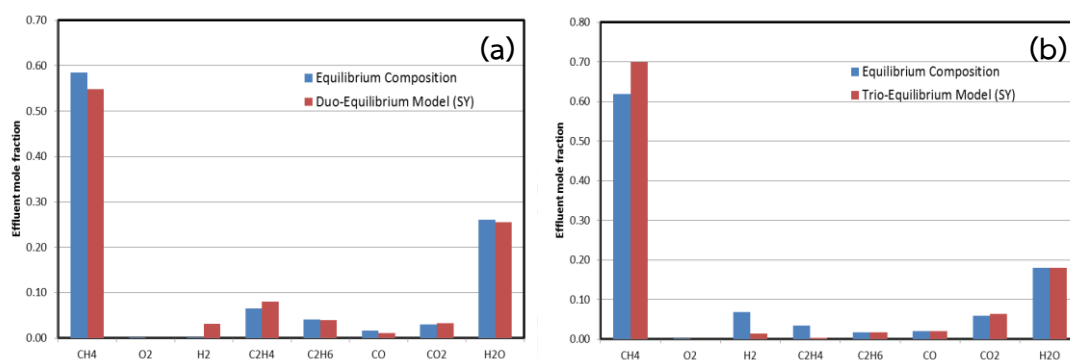 (a)
Effluent mole fraction
0.70
0.60
0.50
0.40
0.30
0.20
0.10
0.00
Equilibrium Composition
Duo-Equilibrium Model (SY)
CH4 O2 H2 C2H4 C2H6 CO CO2 H2O
(b)
Effluent mole fraction
0.80
0.70
0.60
0.50
0.40
0.30
0.20
0.10
0.00
Equilibrium Composition
Trio-Equilibrium Model (SY)
CH4 O2 H2 C2H4 C2H6 CO CO2 H2O